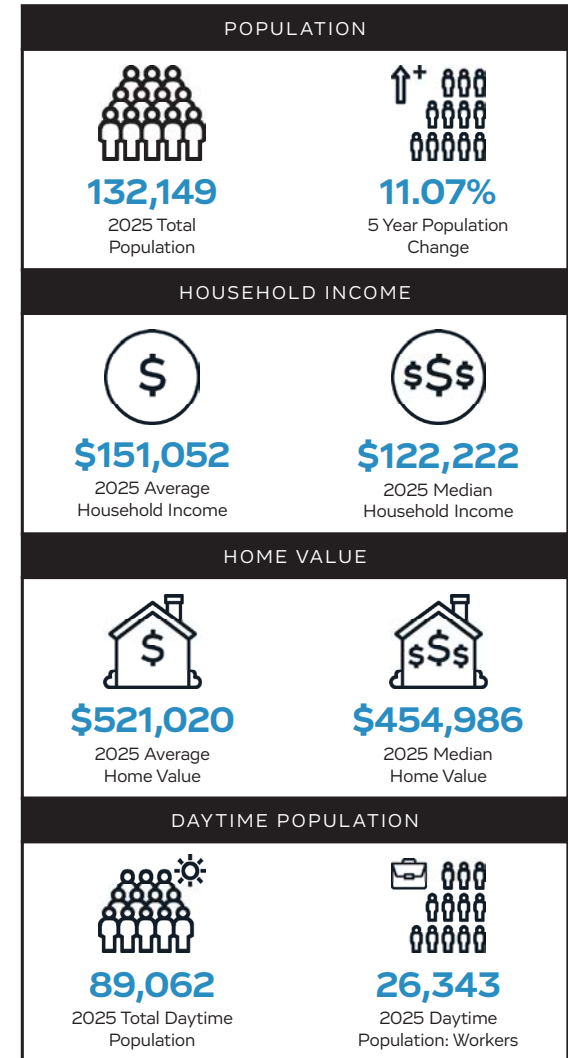 POPULATION
132,149
2025 Total
Population
11.07%
5 Year Population
Change
HOUSEHOLD INCOME
$
$151,052
2025 Average
Household Income
$$$
$122,222
2025 Median
Household Income
HOME VALUE
$
$521,020
2025 Average
Home Value
$$$
$454,986
2025 Median
Home Value
DAYTIME POPULATION
89,062
2025 Total Daytime
Population
26,343
2025 Daytime
Population: Workers